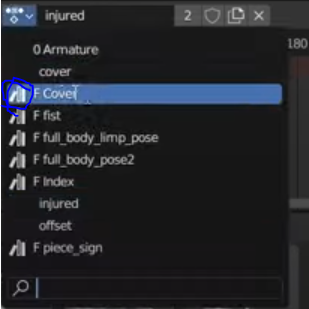 injured 2
180
0 Armature
cover
F Cover
F fist
F full_body_limp_pose
F full_body_pose2
F Index
injured
offset
F piece_sign